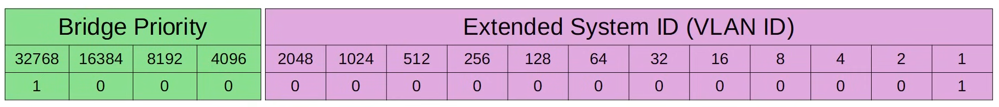 Bridge Priority Extended System ID (VLAN ID)
32768 16384 8192 4096 2048 1024 512 256 128 64 32 16 8 4 2 1
1 0 0 0 0 0 0 0 0 0 0 0 0 0 0 1